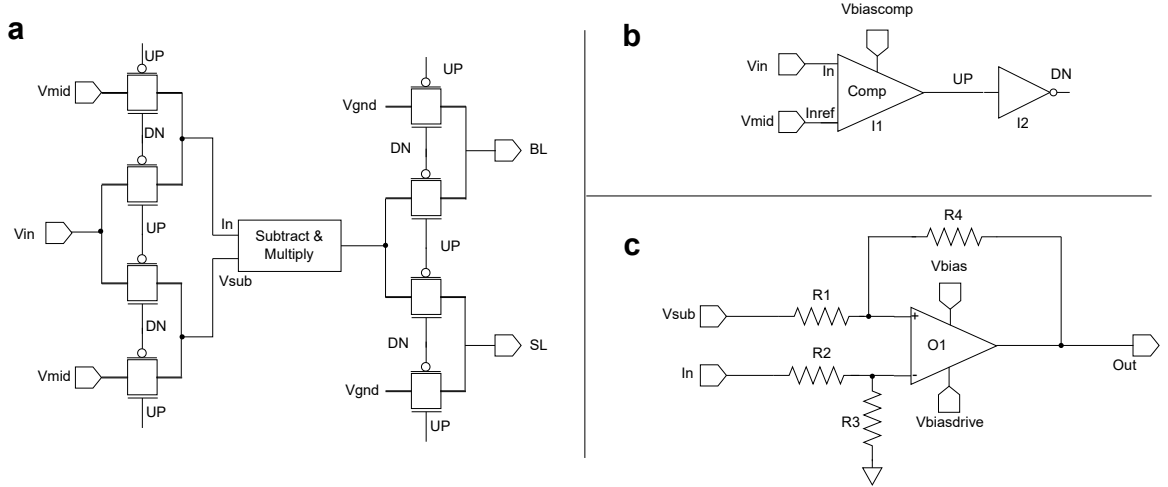 a
UP
Vmid
DN
Vin
UP
DN
Vmid
UP
In
Vsub
Subtract &
Multiply
UP
Vgnd
DN
BL
UP
DN
SL
Vgnd
UP
b
Vbiascomp
Vin
In
Comp
UP
DN
Vmid
Inref
I1
I2
c
R4
Vbias
Vsub
R1
+
O1
R2
In
-
Out
R3
Vbiasdrive